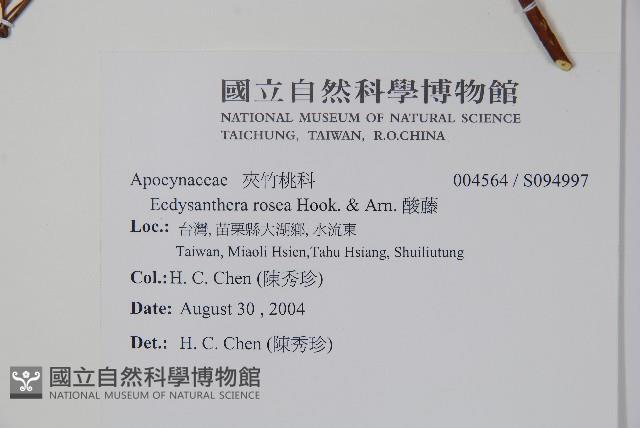 國立自然科學博物館
NATIONAL MUSEUM OF NATURAL SCIENCE
TAICHUNG, TAIWAN, R.O.CHINA
Apocynaceae 夾竹桃科 004564 / S094997
Ecdysanthera rosea Hook. & Arn. 酸藤
Loc.: 台灣, 苗栗縣大湖鄉, 水流東
Taiwan, Miaoli Hsien,Tahu Hsiang, Shuiliutung
Col.: H. C. Chen (陳秀珍)
Date: August 30 , 2004
Det.: H. C. Chen (陳秀珍)
國立自然科學博物館
NATIONAL MUSEUM OF NATURAL SCIENCE